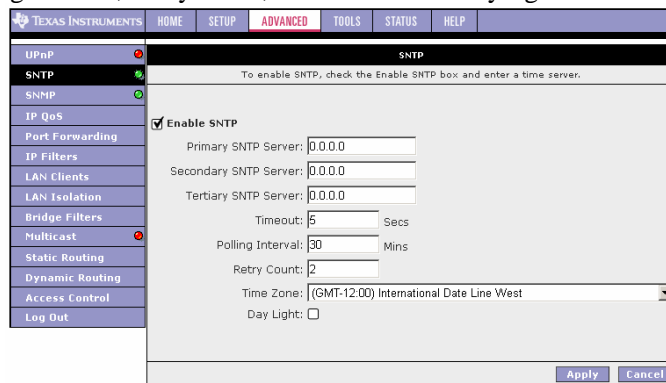 TEXAS INSTRUMENTS HOME SETUP ADVANCED TOOLS STATUS HELP
UPnP
SNTP
SNMP
IP QoS
Port Forwarding
IP Filters
LAN Clients
LAN Isolation
Bridge Filters
Multicast
Static Routing
Dynamic Routing
Access Control
Log Out
SNTP
To enable SNTP, check the Enable SNTP box and enter a time server.
Enable SNTP
Primary SNTP Server: 0.0.0.0
Secondary SNTP Server: 0.0.0.0
Tertiary SNTP Server: 0.0.0.0
Timeout: 5 Secs
Polling Interval: 30 Mins
Retry Count: 2
Time Zone: (GMT-12:00) International Date Line West
Day Light:
Apply Cancel